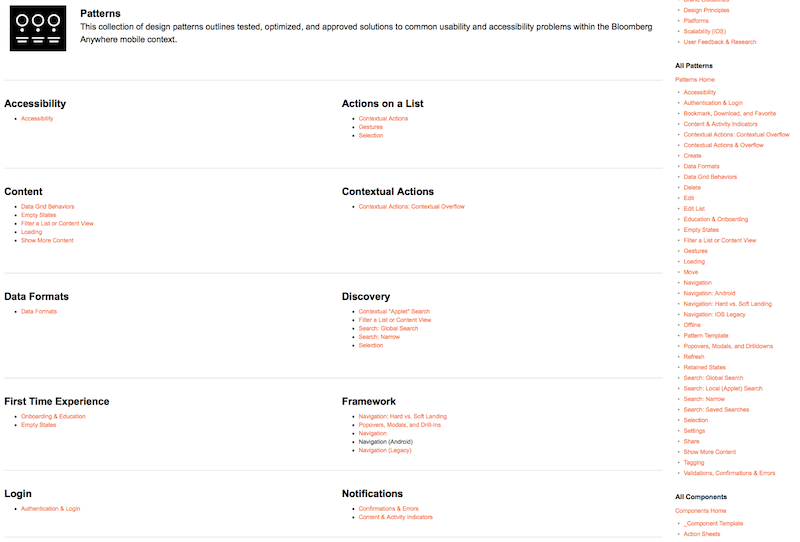 Patterns
This collection of design patterns outlines tested, optimized, and approved solutions to common usability and accessibility problems within the Bloomberg
Anywhere mobile context.
Accessibility
Accessibility
Actions on a List
Contextual Actions
Gestures
Selection
Content
Data Grid Behaviors
Empty States
Filter a List or Content View
Loading
Show More Content
Contextual Actions
Contextual Actions: Contextual Overflow
Data Formats
Data Formats
Discovery
Contextual "Applet" Search
Filter a List or Content View
Search: Global Search
Search: Narrow
Selection
First Time Experience
Onboarding & Education
Empty States
Framework
Navigation: Hard vs. Soft Landing
Popovers, Modals, and Drill-Ins
Navigation
Navigation (Android)
Navigation (Legacy)
Login
Authentication & Login
Notifications
Confirmations & Errors
Content & Activity Indicators
Design Principles
Platforms
Scalability (iOS)
User Feedback & Research
All Patterns
Patterns Home
Accessibility
Authentication & Login
Bookmark, Download, and Favorite
Content & Activity Indicators
Contextual Actions: Contextual Overflow
Contextual Actions & Overflow
Create
Data Formats
Data Grid Behaviors
Delete
Edit
Edit List
Education & Onboarding
Empty States
Filter a List or Content View
Gestures
Loading
Move
Navigation
Navigation: Android
Navigation: Hard vs. Soft Landing
Navigation: iOS Legacy
Offline
Pattern Template
Popovers, Modals, and Drilldowns
Refresh
Retained States
Search: Global Search
Search: Local (Applet) Search
Search: Narrow
Search: Saved Searches
Selection
Settings
Share
Show More Content
Tagging
Validations, Confirmations & Errors
All Components
Components Home
_Component Template
Action Sheets